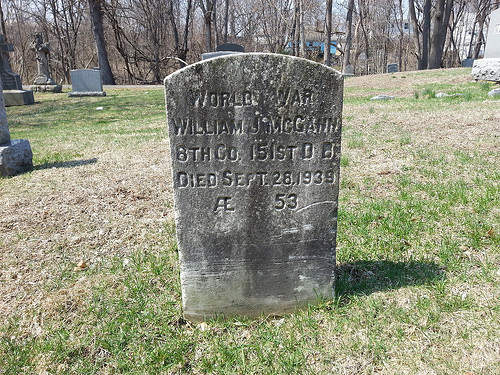 WORLD WAR
WILLIAM J. MCGANN
8TH CO. 151ST D B
DIED SEPT. 28, 1939
Æ 53